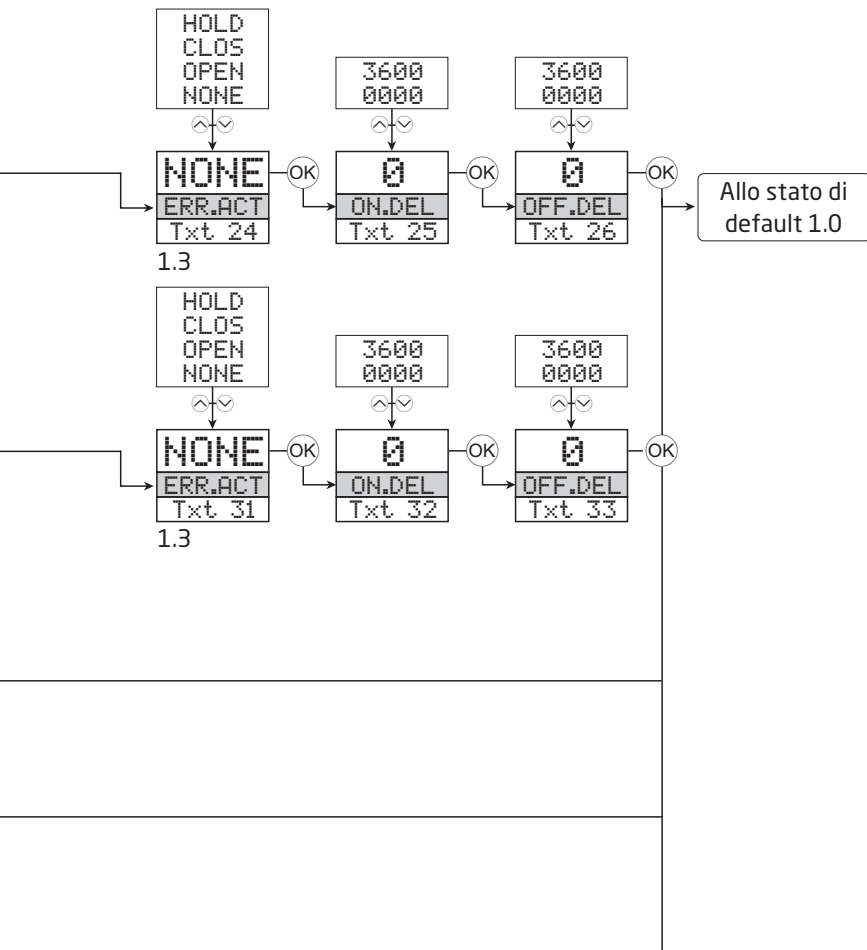 HOLD
CLOS
OPEN
NONE
3600
0000
3600
0000
NONE
OK
0
OK
0
OK
ERR.ACT
ON.DEL
OFF.DEL
Txt 24
Txt 25
Txt 26
Allo stato di
default 1.0
1.3
HOLD
CLOS
OPEN
NONE
3600
0000
3600
0000
NONE
OK
0
OK
0
OK
ERR.ACT
ON.DEL
OFF.DEL
Txt 31
Txt 32
Txt 33
1.3